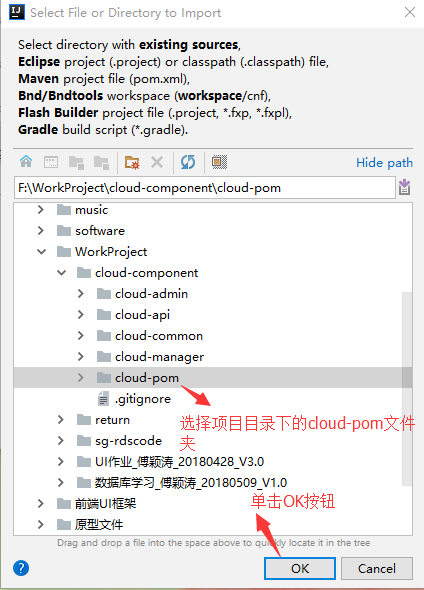 Select File or Directory to Import
Select directory with existing sources,
Eclipse project (.project) or classpath (.classpath) file,
Maven project file (pom.xml),
Bnd/Bndtools workspace (workspace/cnf),
Flash Builder project file (.project, *.fxp, *.fxpl),
Gradle build script (*.gradle).
Hide path
F:\WorkProject\cloud-component\cloud-pom
music
software
WorkProject
cloud-component
cloud-admin
cloud-api
cloud-common
cloud-manager
cloud-pom
.gitignore
选择项目目录下的cloud-pom文件
夹
return
sg-rdscode
UI作业_傅颖涛_20180428_V3.0
数据库学习_傅颖涛_20180509_V1.0
单击OK按钮
前端UI框架
原型文件
Drag and drop a file into the space above to quickly locate it in the tree
?
OK
Cancel